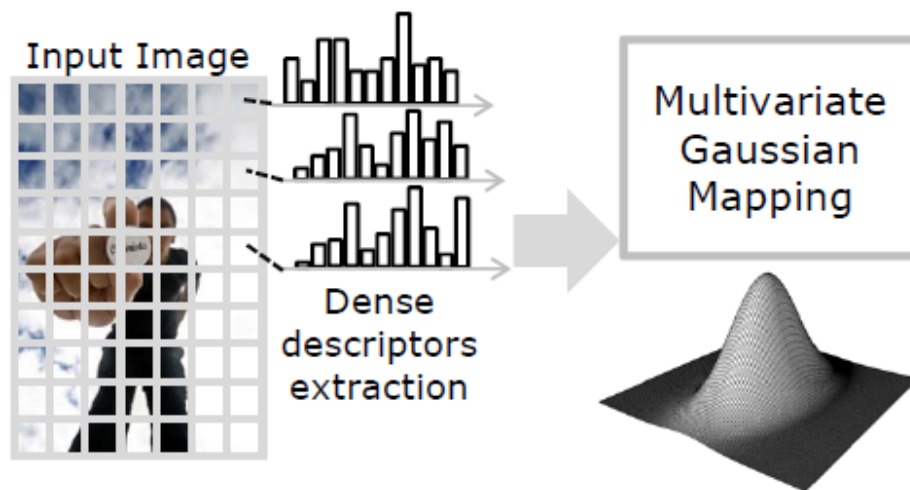 Input Image
Dense
descriptors
extraction
Multivariate
Gaussian
Mapping